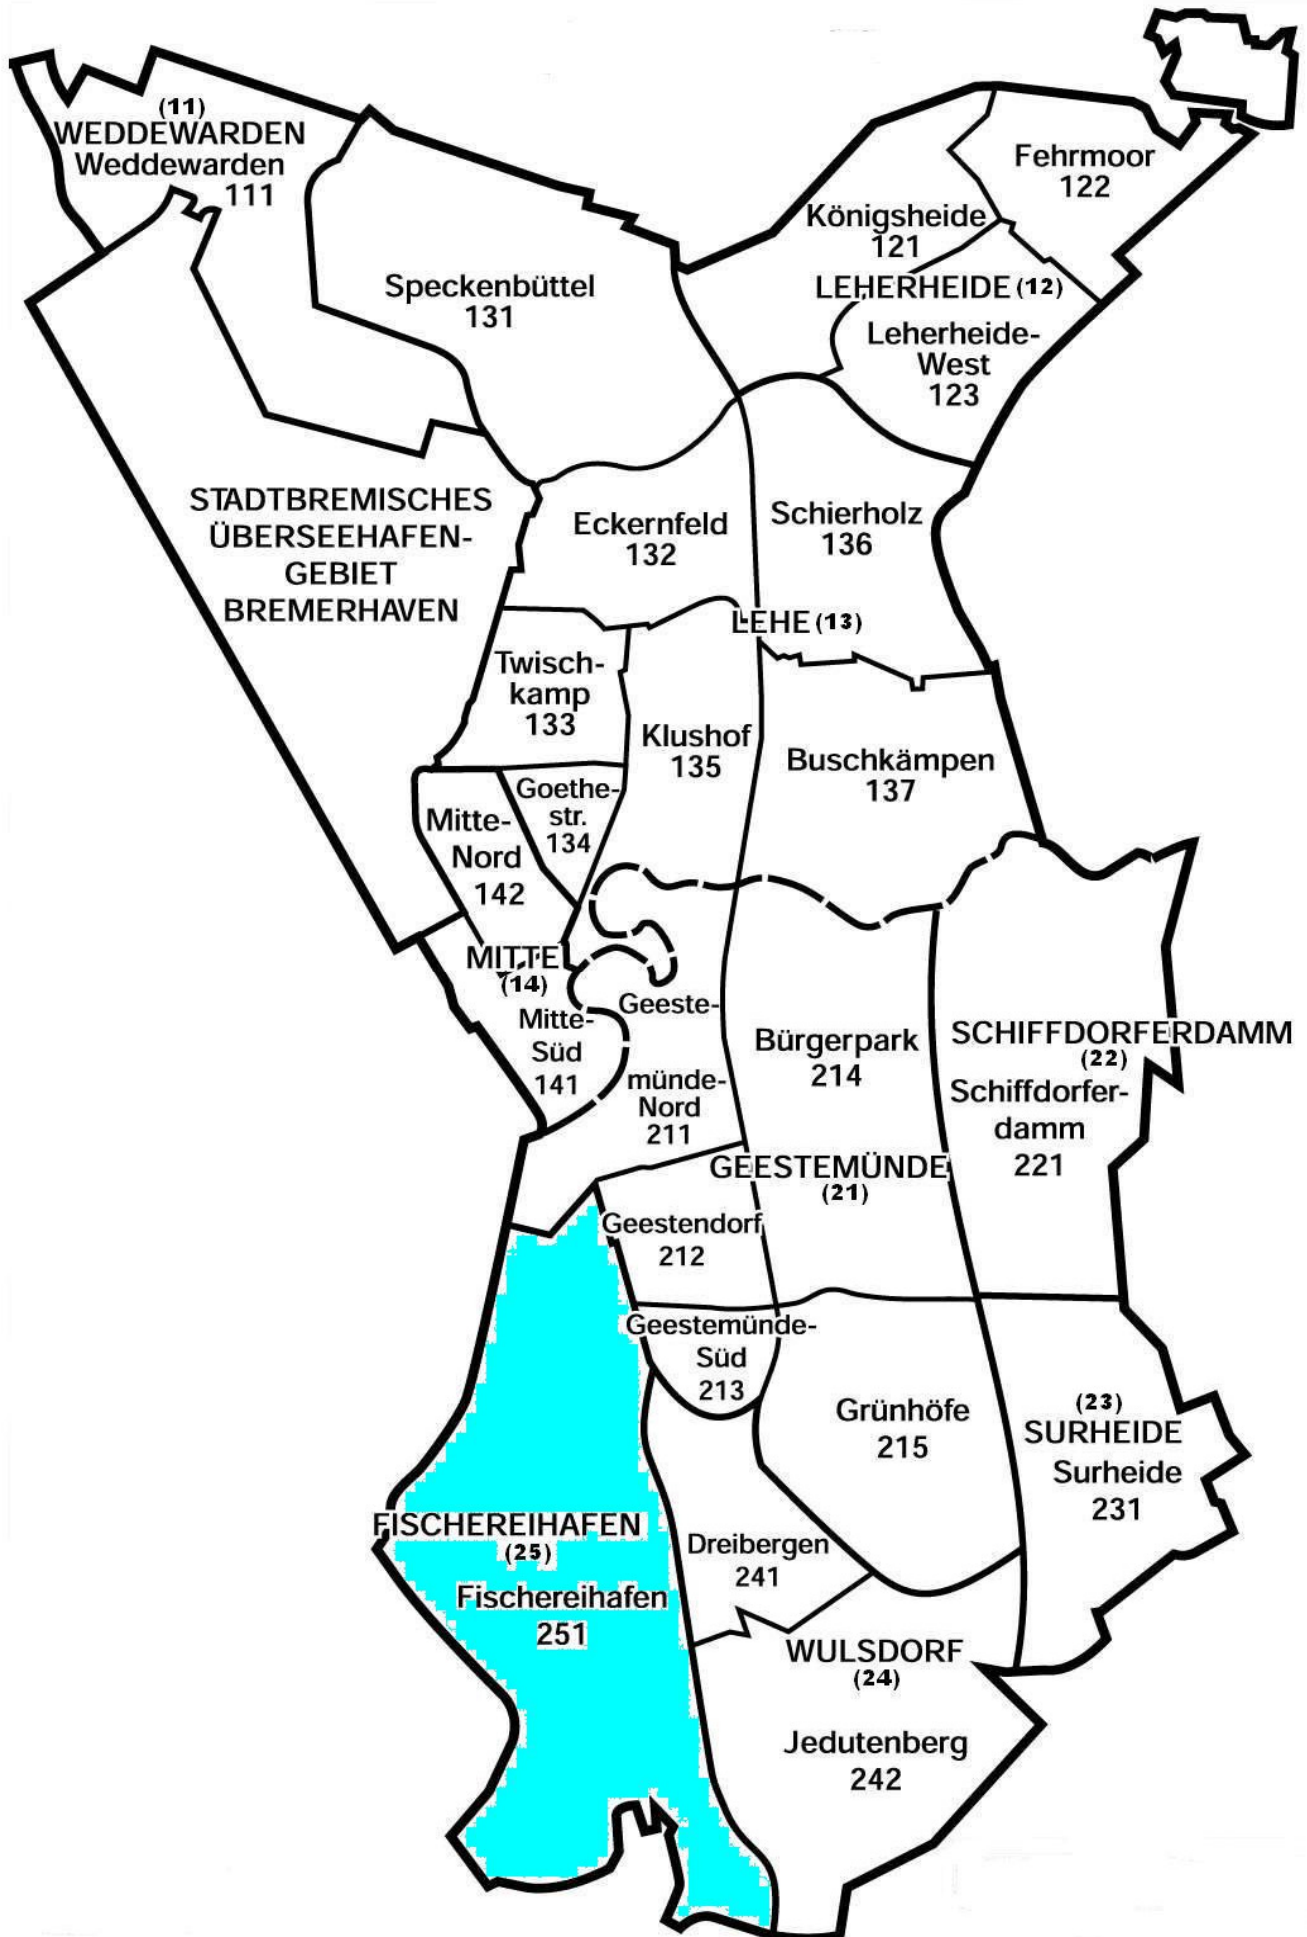 (11)
WEDDEWARDEN
Weddewarden
111
Fehrmoor
122
Königsheide
121
LEHERHEIDE (12)
Leherheide-
West
123
Speckenbüttel
131
STADTBREMISCHES
ÜBERSEEHAFEN-
GEBIET
BREMERHAVEN
Eckernfeld
132
Schierholz
136
LEHE (13)
Twisch-
kamp
133
Klushof
135
Buschkämpen
137
Goethe-
str.
134
Mitte-
Nord
142
MITTE
(14)
Mitte-
Süd
141
Geeste-
münde-
Nord
211
Bürgerpark
214
SCHIFFDORFERDAMM
(22)
Schiffdorfer-
damm
221
GEESTEMÜNDE
(21)
Geestendorf
212
Geestemünde-
Süd
213
Grünhöfe
215
(23)
SURHEIDE
Surheide
231
FISCHEREIHAFEN
(25)
Fischereihafen
251
Dreibergen
241
WULSDORF
(24)
Jedutenberg
242